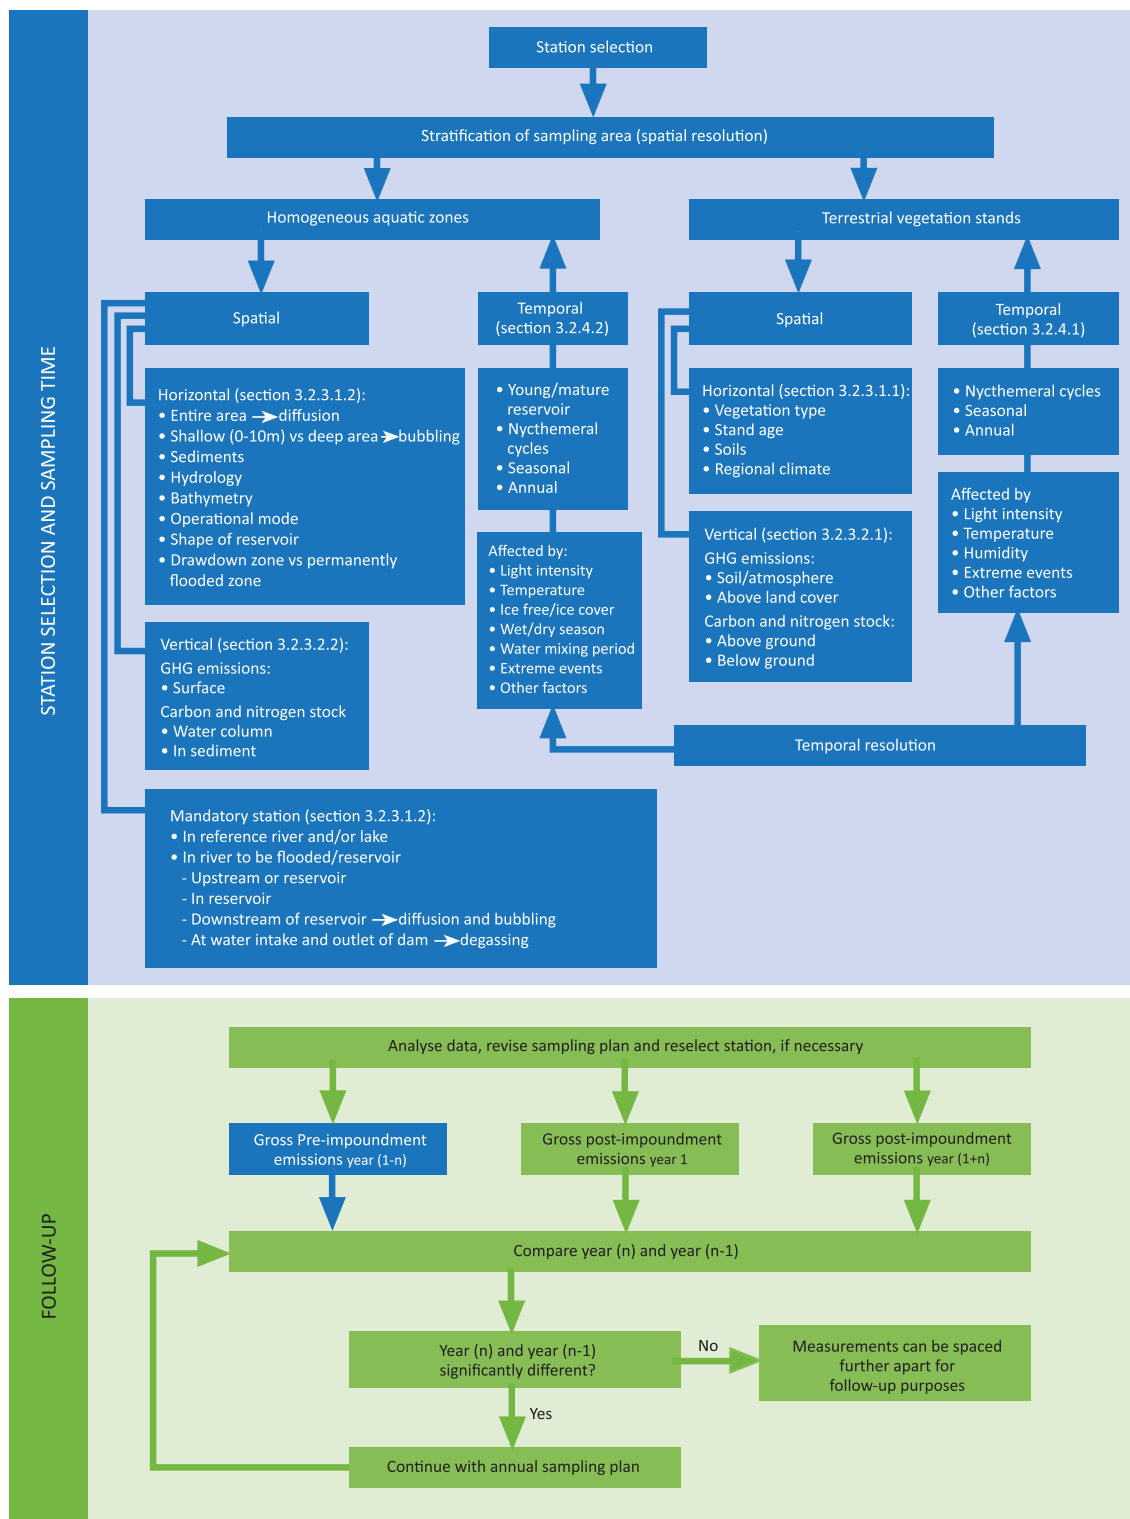 STATION SELECTION AND SAMPLING TIME
Station selection
Stratification of sampling area (spatial resolution)
Homogeneous aquatic zones
Terrestrial vegetation stands
Spatial
Temporal
(section 3.2.4.2)
Spatial
Temporal
(section 3.2.4.1)
Horizontal (section 3.2.3.1.2):
• Entire area → diffusion
• Shallow (0-10m) vs deep area → bubbling
• Sediments
• Hydrology
• Bathymetry
• Operational mode
• Shape of reservoir
• Drawdown zone vs permanently
flooded zone
• Young/mature
reservoir
• Nycthemeral
cycles
• Seasonal
• Annual
Horizontal (section 3.2.3.1.1):
• Vegetation type
• Stand age
• Soils
• Regional climate
• Nycthemeral cycles
• Seasonal
• Annual
Affected by:
• Light intensity
• Temperature
• Ice free/ice cover
• Wet/dry season
• Water mixing period
• Extreme events
• Other factors
Vertical (section 3.2.3.2.1):
GHG emissions:
• Soil/atmosphere
• Above land cover
Carbon and nitrogen stock:
• Above ground
• Below ground
Affected by
• Light intensity
• Temperature
• Humidity
• Extreme events
• Other factors
Vertical (section 3.2.3.2.2):
GHG emissions:
• Surface
Carbon and nitrogen stock
• Water column
• In sediment
Temporal resolution
Mandatory station (section 3.2.3.1.2):
• In reference river and/or lake
• In river to be flooded/reservoir
- Upstream or reservoir
- In reservoir
- Downstream of reservoir → diffusion and bubbling
- At water intake and outlet of dam → degassing
FOLLOW-UP
Analyse data, revise sampling plan and reselect station, if necessary
Gross Pre-impoundment
emissions year (1-n)
Gross post-impoundment
emissions year 1
Gross post-impoundment
emissions year (1+n)
Compare year (n) and year (n-1)
Year (n) and year (n-1)
significantly different?
No
Measurements can be spaced
further apart for
follow-up purposes
Yes
Continue with annual sampling plan